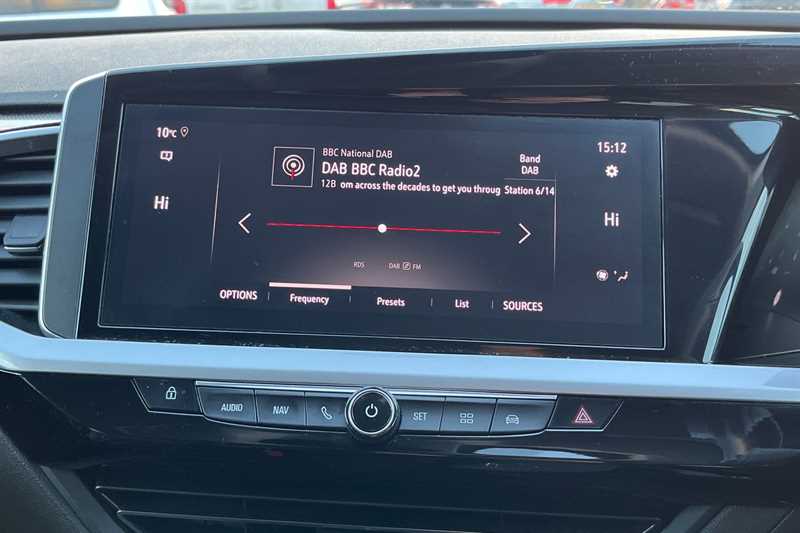 10°C
15:12
BBC National DAB
DAB BBC Radio2
12B om across the decades to get you throug
Band
DAB
Station 6/14
Hi
Hi
RDS DAB FM
OPTIONS Frequency Presets List SOURCES
AUDIO NAV SET